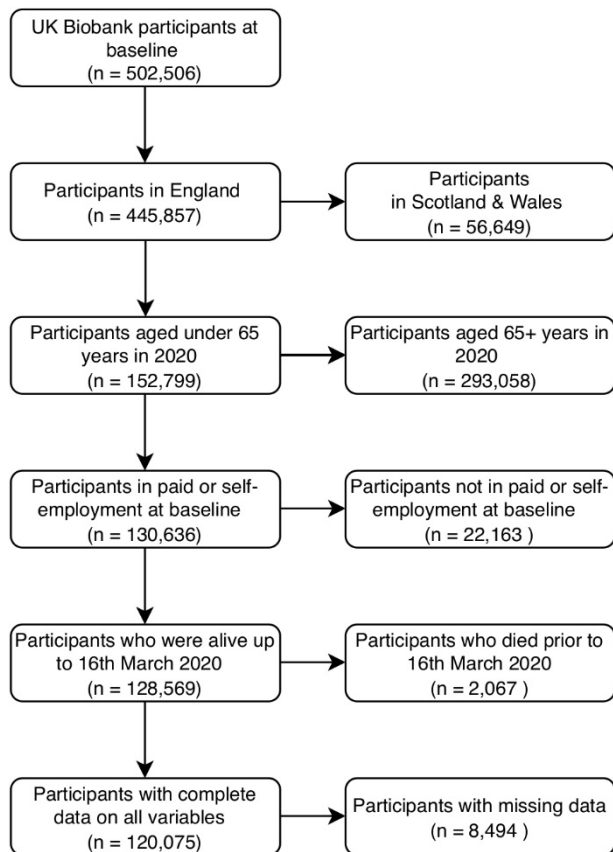 UK Biobank participants at
baseline
(n = 502,506)
Participants in England
(n = 445,857)
Participants
in Scotland & Wales
(n = 56,649)
Participants aged under 65
years in 2020
(n = 152,799)
Participants aged 65+ years in
2020
(n = 293,058)
Participants in paid or self-
employment at baseline
(n = 130,636)
Participants not in paid or self-
employment at baseline
(n = 22,163 )
Participants who were alive up
to 16th March 2020
(n = 128,569)
Participants who died prior to
16th March 2020
(n = 2,067 )
Participants with complete
data on all variables
(n = 120,075)
Participants with missing data
(n = 8,494 )